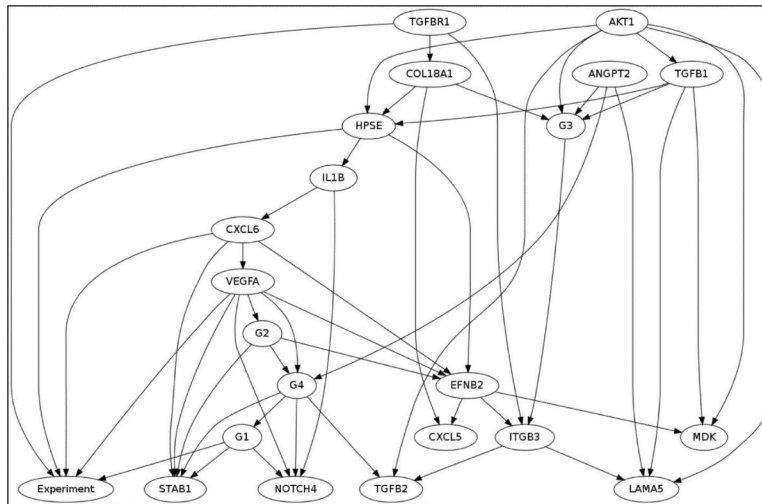 TGFBR1 AKT1
COL18A1 ANGPT2 TGFB1
HPSE G3
IL1B
CXCL6
VEGFA
G2
G4 EFNB2
G1 CXCL5 ITGB3 MDK
Experiment STAB1 NOTCH4 TGFB2 LAMA5